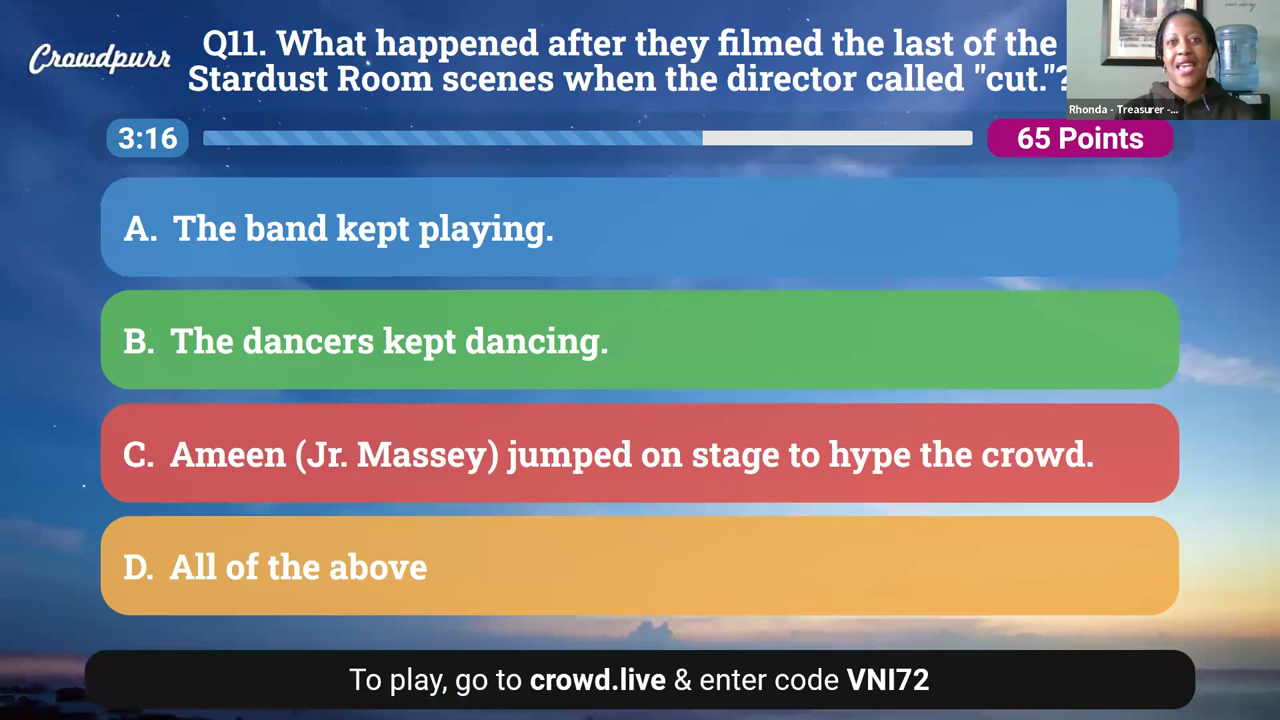 Crowdpurr
Q11. What happened after they filmed the last of the
Stardust Room scenes when the director called "cut."?
Rhonda - Treasurer -...
3:16
65 Points
A. The band kept playing.
B. The dancers kept dancing.
C. Ameen (Jr. Massey) jumped on stage to hype the crowd.
D. All of the above
To play, go to crowd.live & enter code VNI72